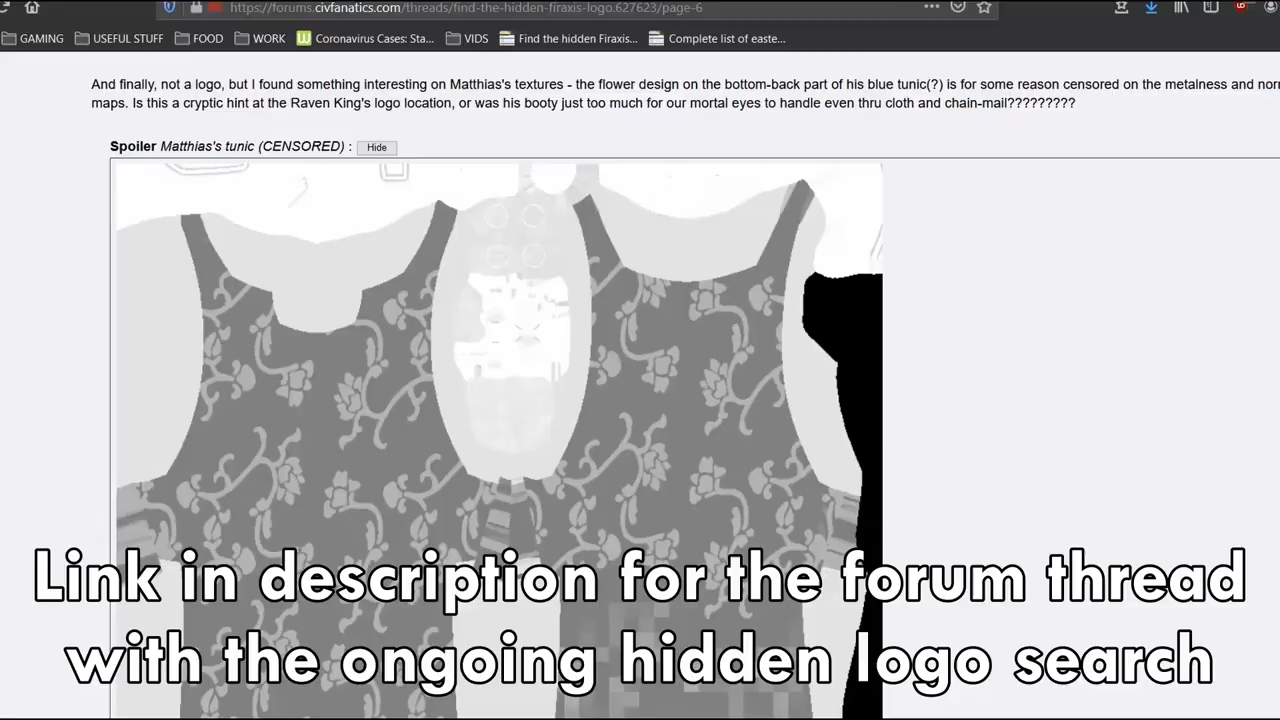 https://forums.civfanatics.com/threads/find-the-hidden-firaxis-logo.627623/page-6
GAMING USEFUL STUFF FOOD WORK Coronavirus Cases: Sta... VIDS Find the hidden Firaxis... Complete list of easte...
And finally, not a logo, but I found something interesting on Matthias's textures - the flower design on the bottom-back part of his blue tunic(?) is for some reason censored on the metalness and nor
maps. Is this a cryptic hint at the Raven King's logo location, or was his booty just too much for our mortal eyes to handle even thru cloth and chain-mail?????????
Spoiler Matthias's tunic (CENSORED) : Hide
Link in description for the forum thread
with the ongoing hidden logo search